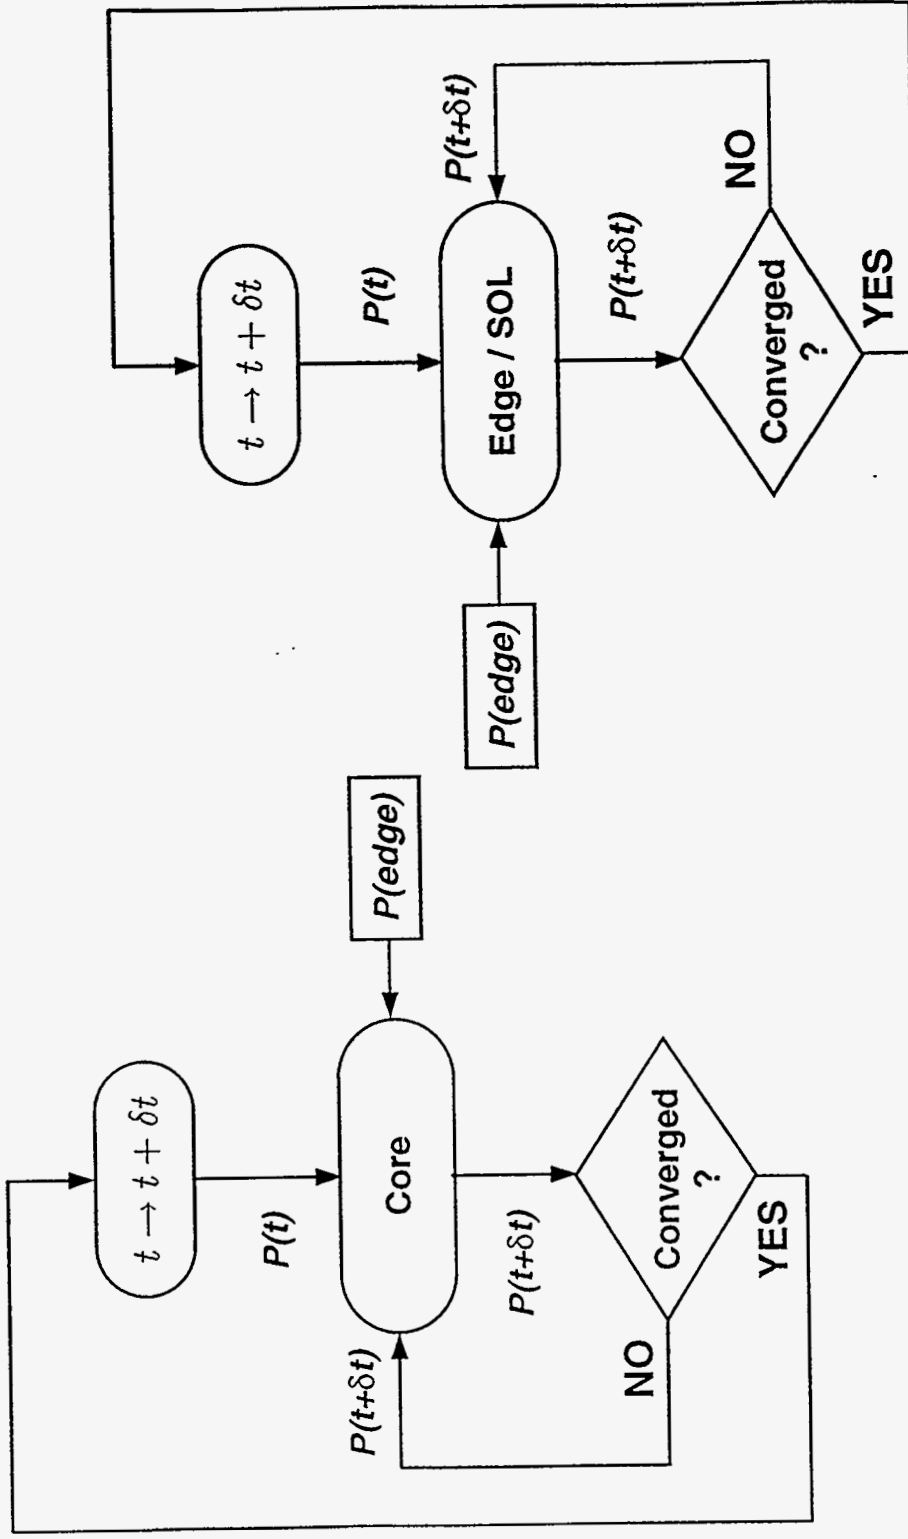 t → t + δt
P(t)
P(t+δt)
Core
P(edge)
P(t+δt)
Converged
?
NO
YES
t → t + δt
P(t)
P(t+δt)
P(edge)
Edge / SOL
P(t+δt)
Converged
?
NO
YES